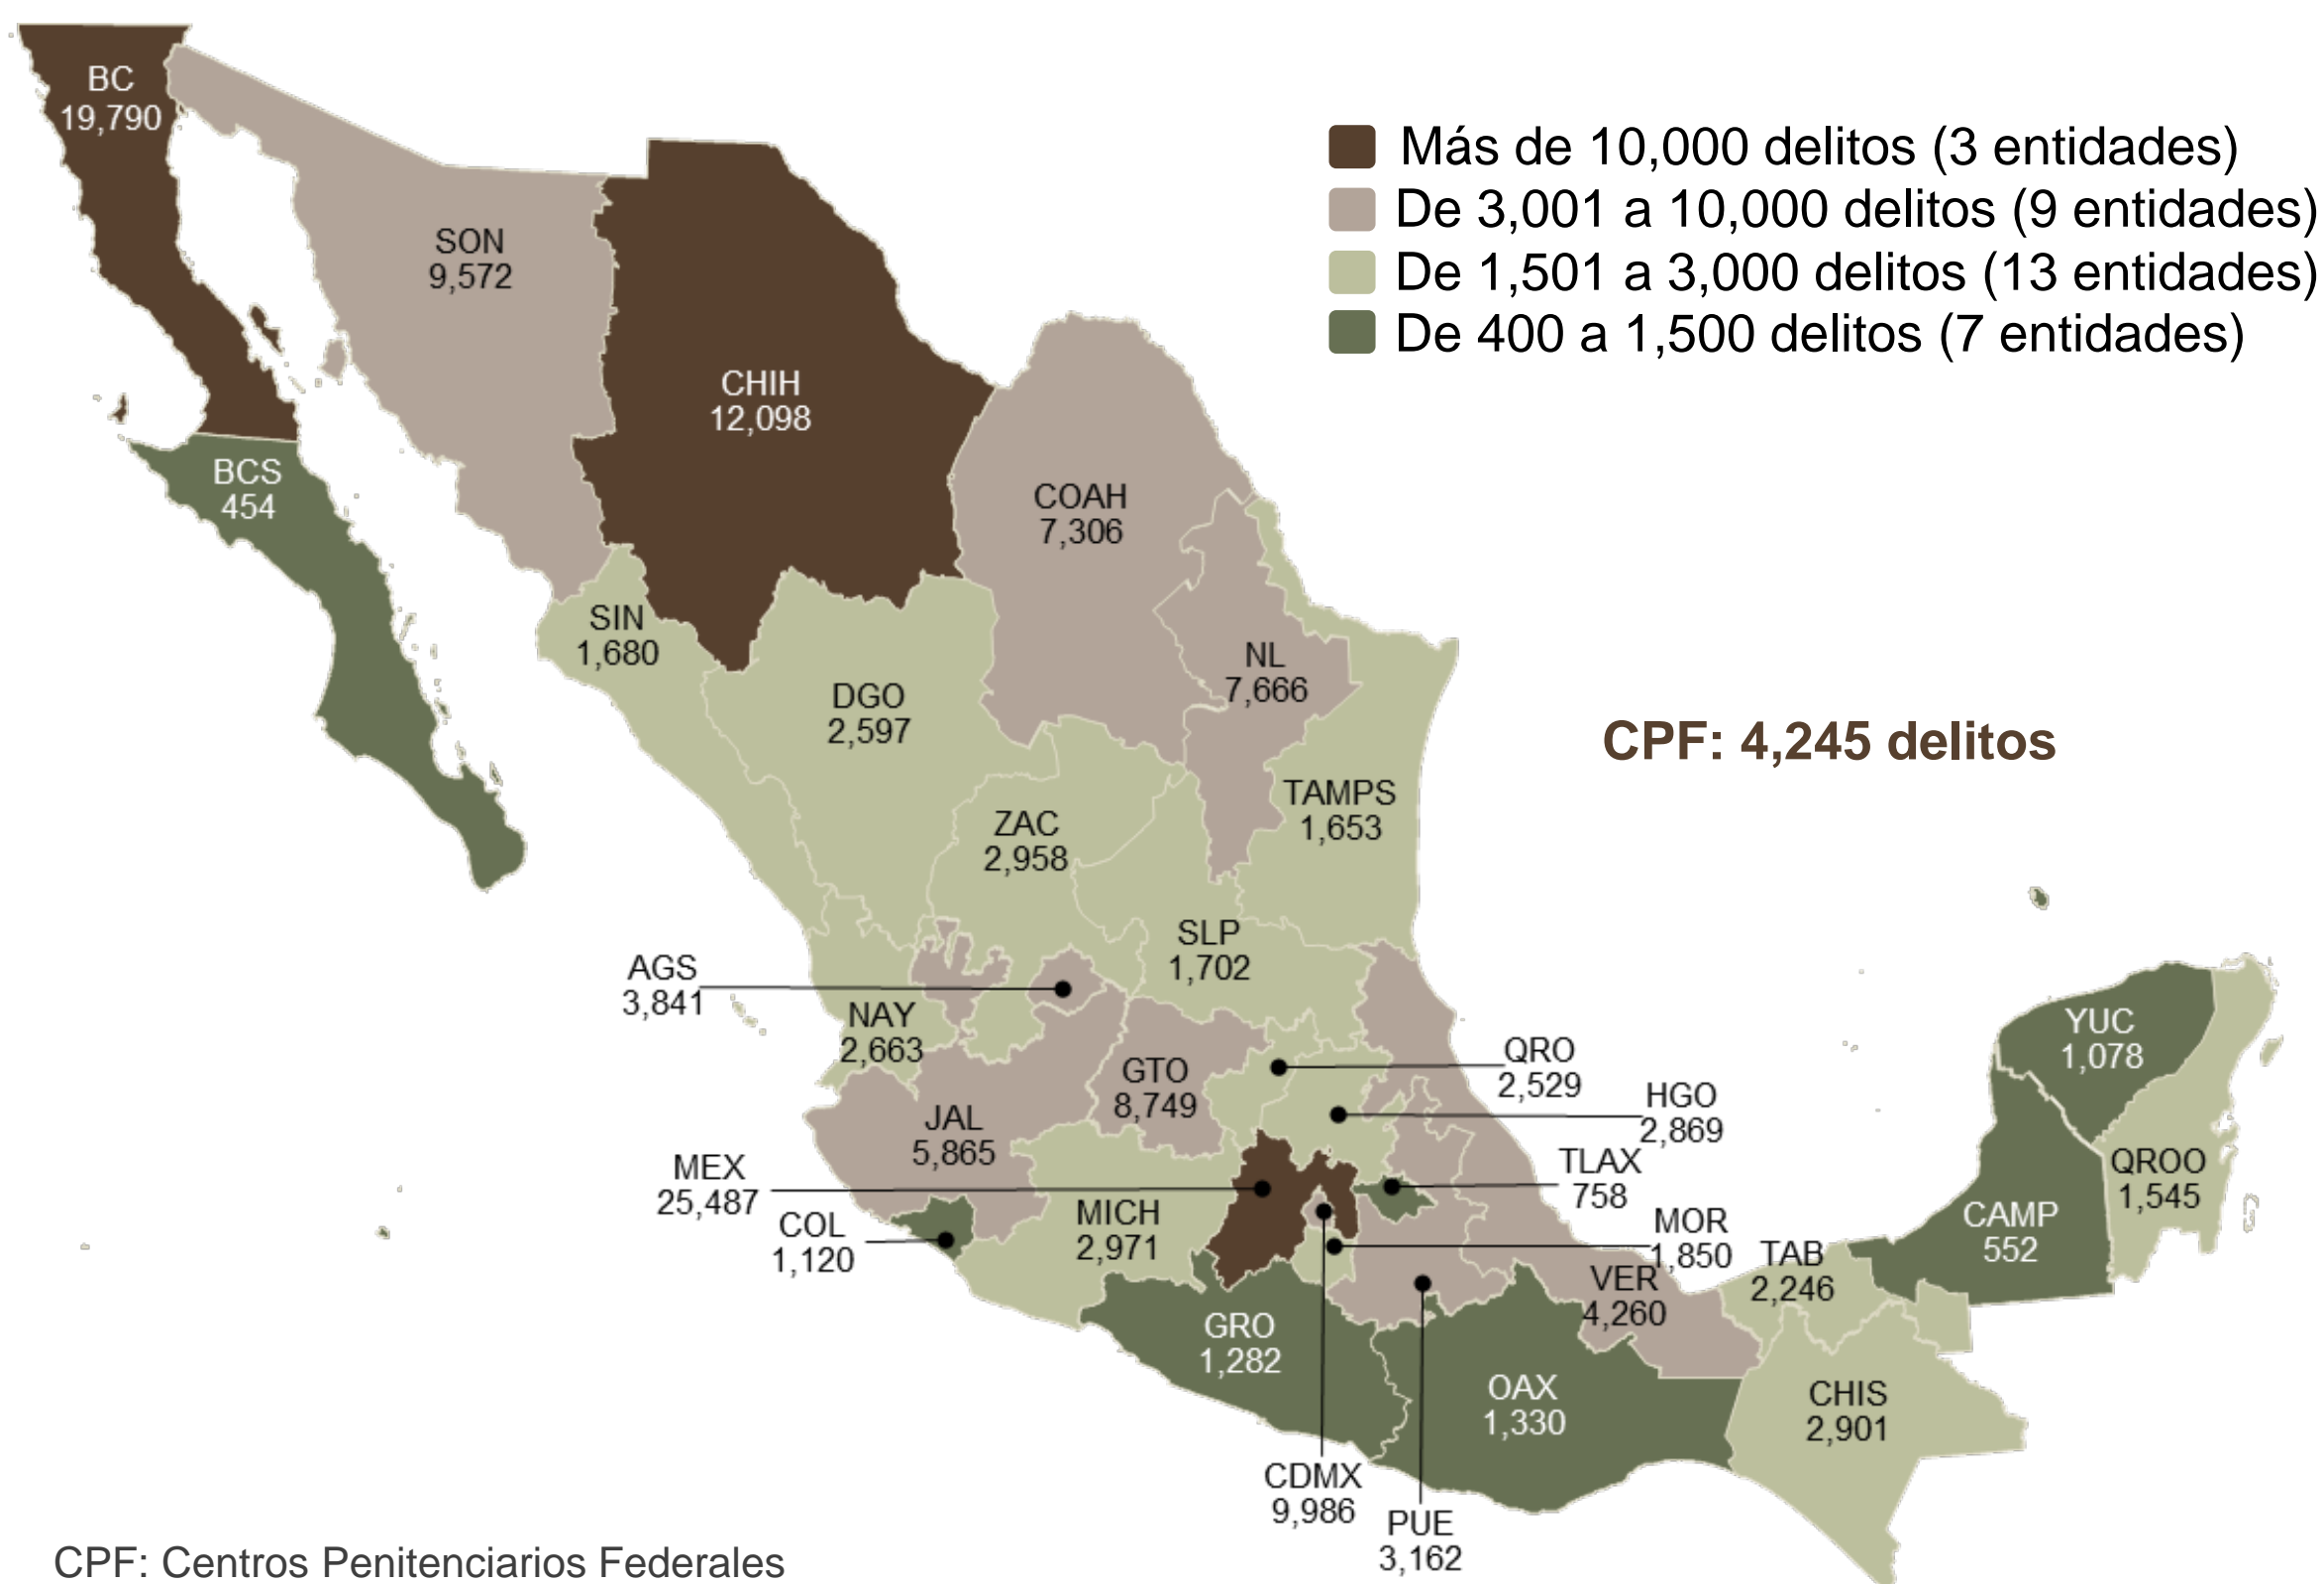 BC
19,790
Más de 10,000 delitos (3 entidades)
De 3,001 a 10,000 delitos (9 entidades)
De 1,501 a 3,000 delitos (13 entidades)
De 400 a 1,500 delitos (7 entidades)
SON
9,572
CHIH
12,098
BCS
454
COAH
7,306
SIN
1,680
NL
7,666
DGO
2,597
CPF: 4,245 delitos
TAMPS
1,653
ZAC
2,958
SLP
1,702
AGS
3,841
NAY
2,663
YUC
1,078
QRO
2,529
GTO
8,749
HGO
2,869
JAL
5,865
MEX
25,487
TLAX
758
QROO
1,545
COL
1,120
MICH
2,971
MOR
1,850
CAMP
552
TAB
2,246
VER
4,260
GRO
1,282
OAX
1,330
CHIS
2,901
CDMX
9,986
PUE
3,162
CPF: Centros Penitenciarios Federales